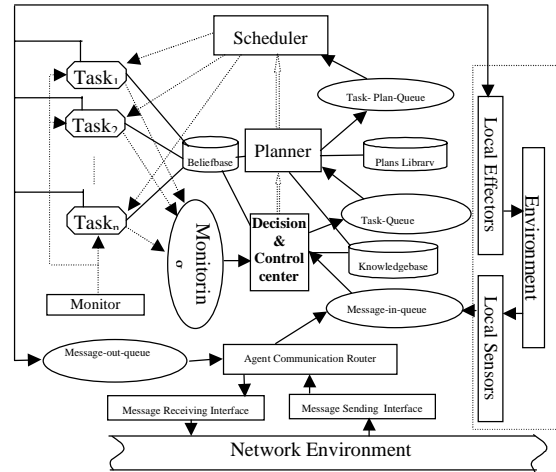 Scheduler
Task1
Task- Plan-Queue
Task2
Beliefbase
Planner
Plans Library
Local Effectors
Environment
Taskn
Monitorin
g
Decision
&
Control
center
Task-Queue
Knowledgebase
Monitor
Message-in-queue
Local Sensors
Message-out-queue
Agent Communication Router
Message Receiving Interface
Message Sending Interface
Network Environment